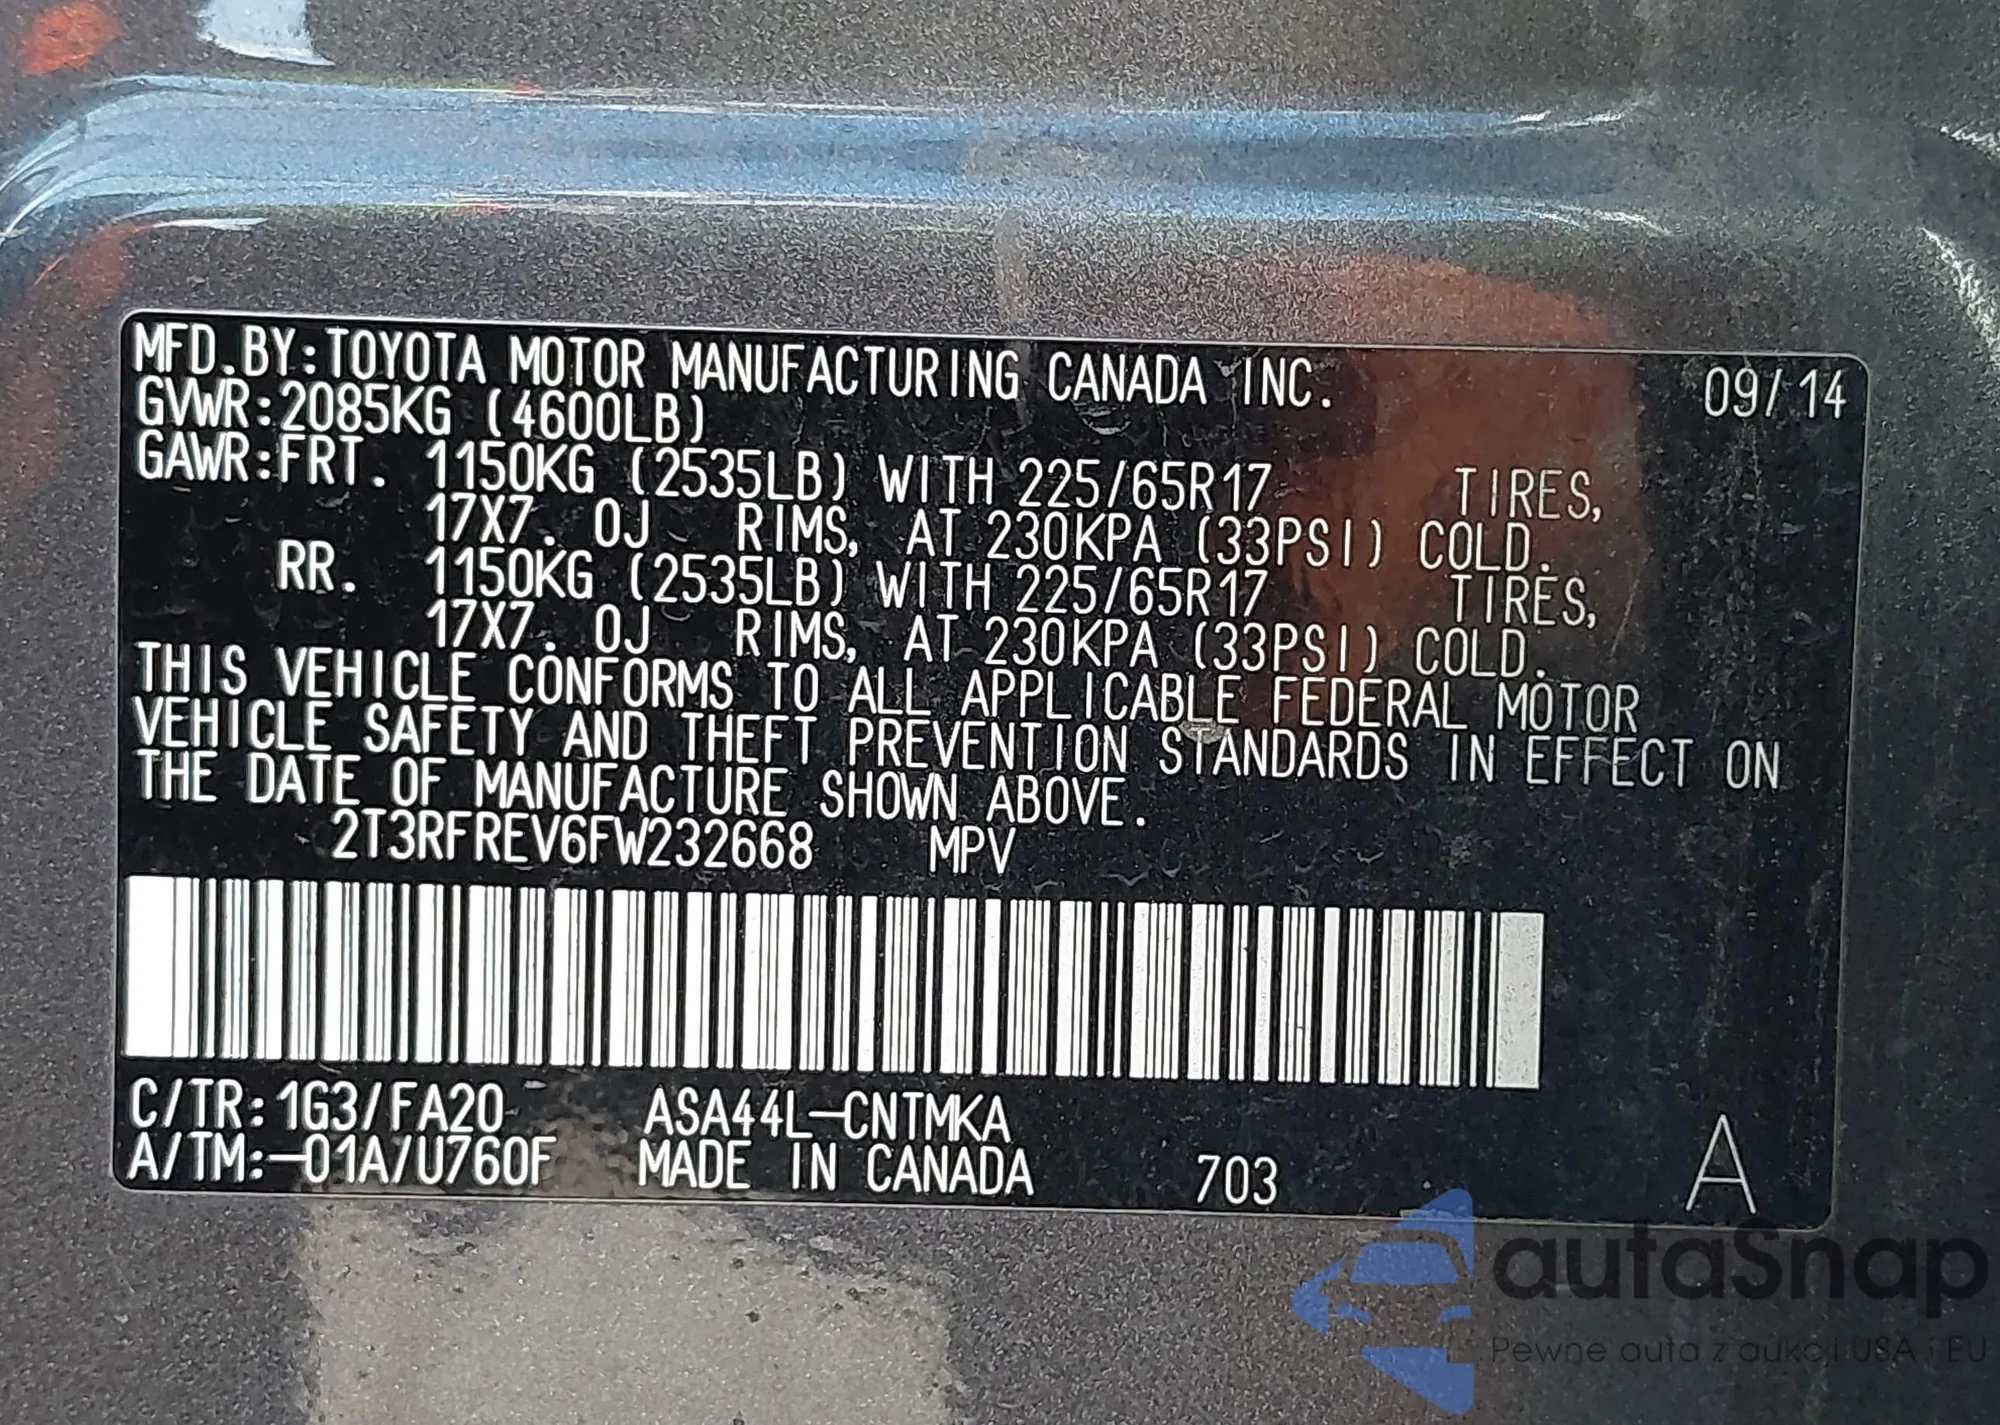 MFD.BY:TOYOTA MOTOR MANUFACTURING CANADA INC. 09/14
GVWR:2085KG (4600LB)
GAWR:FRT. 1150KG (2535LB) WITH 225/65R17 TIRES,
17X7.0J RIMS, AT 230KPA (33PSI) COLD.
RR. 1150KG (2535LB) WITH 225/65R17 TIRES,
17X7.0J RIMS, AT 230KPA (33PSI) COLD.
THIS VEHICLE CONFORMS TO ALL APPLICABLE FEDERAL MOTOR
VEHICLE SAFETY AND THEFT PREVENTION STANDARDS IN EFFECT ON
THE DATE OF MANUFACTURE SHOWN ABOVE.
2T3RFREV6FW232668 MPV
C/TR:1G3/FA20 ASA44L-CNTMKA
A/TM:-01A/U760F MADE IN CANADA 703 A
autaSnap
Pewne auta z aukcji USA i EU